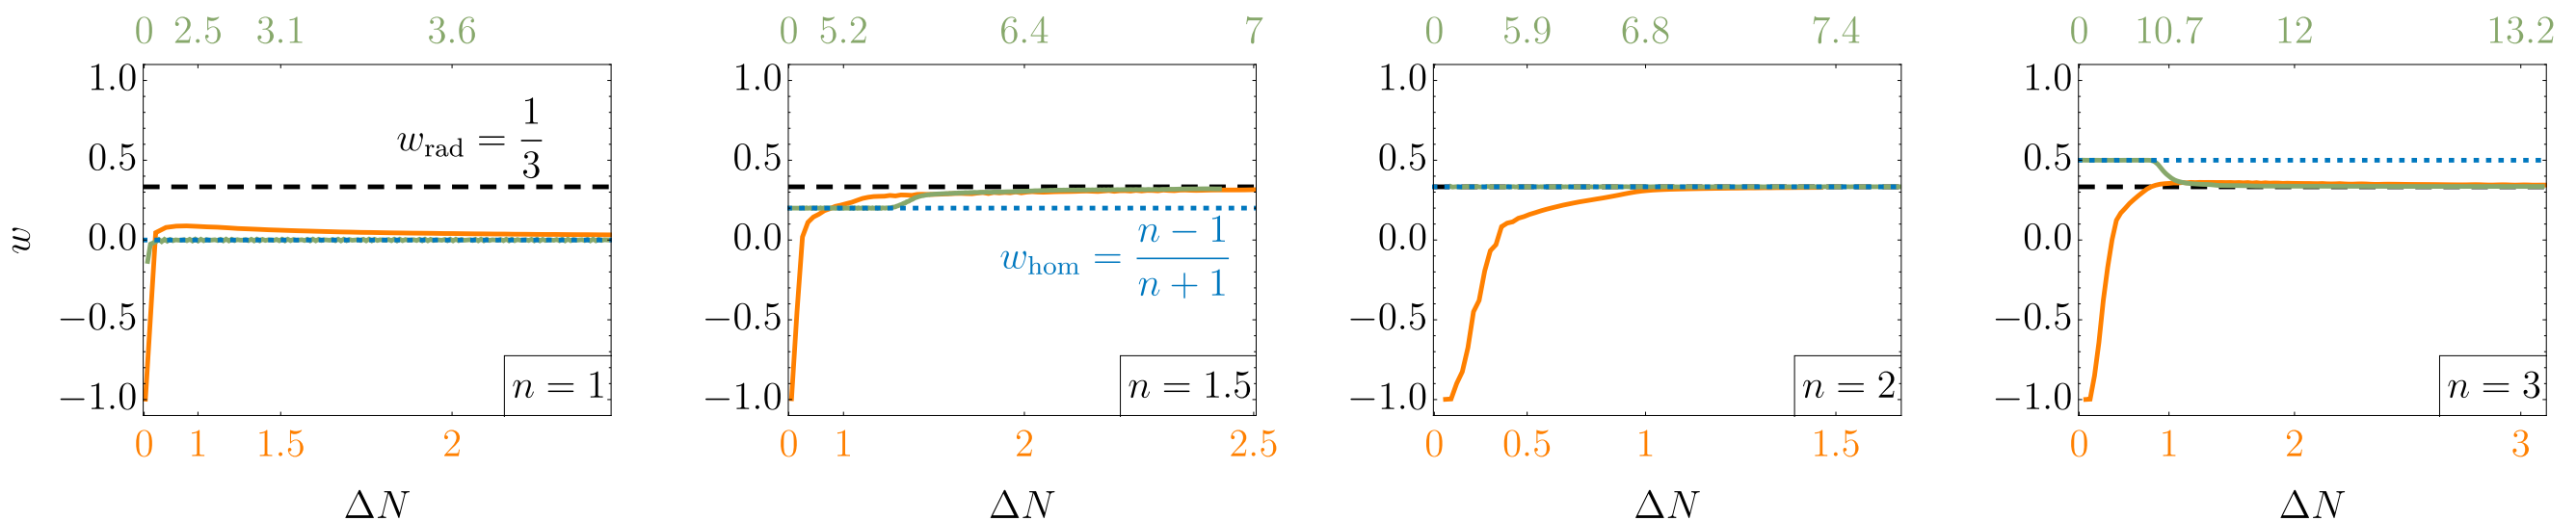 0 2.5 3.1 3.6 0 5.2 6.4 7 0 5.9 6.8 7.4 0 10.7 12 13.2
1.0 1.0 1.0 1.0
w_rad = 1/3
0.5 0.5 0.5 0.5
w 0.0 0.0 0.0 0.0
w_hom = (n − 1)/(n + 1)
−0.5 −0.5 −0.5 −0.5
n = 1 n = 1.5 n = 2 n = 3
−1.0 −1.0 −1.0 −1.0
0 1 1.5 2 0 1 2 2.5 0 0.5 1 1.5 0 1 2 3
ΔN ΔN ΔN ΔN